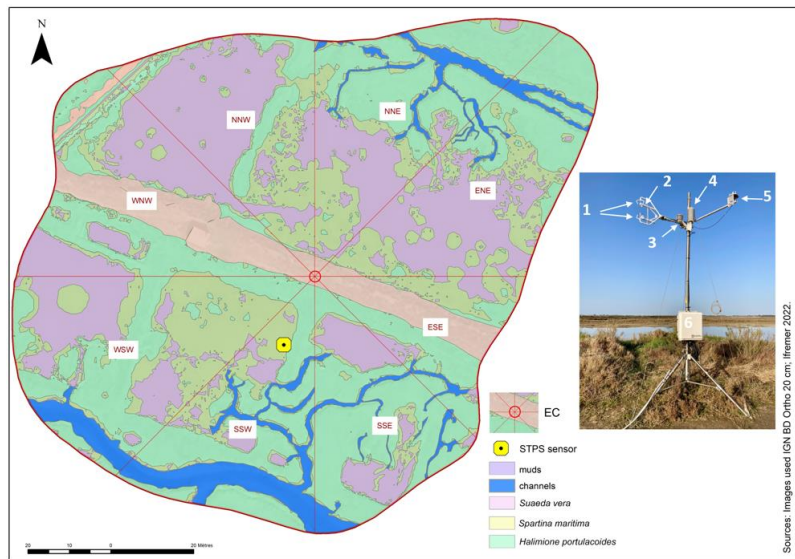 N
NNW
NNE
ENE
WNW
ESE
WSW
SSW
SSE
1
2
3
4
5
6
EC
STPS sensor
muds
channels
Suaeda vera
Spartina maritima
Halimione portulacoides
20 10 0 20 Mètres
Sources: Images used IGN BD Ortho 20 cm; Ifremer 2022.